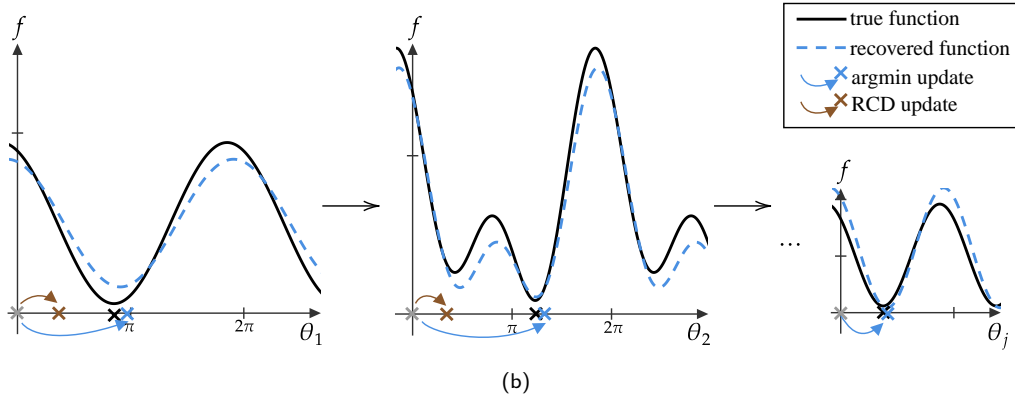 f
π
2π
θ1
f
π
2π
θ2
...
f
θj
true function
recovered function
argmin update
RCD update
(b)